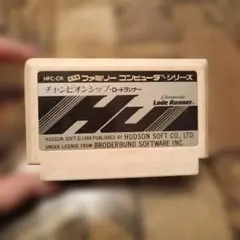 HFC-CR ファミリー コンピュータ™シリーズ
チャンピオンシップ・ロードランナー
Championship
Lode Runner
HUDSON SOFT © 1984 PUBLISHED BY HUDSON SOFT CO., LTD.
UNDER LICENSE FROM BRODERBUND SOFTWARE INC.